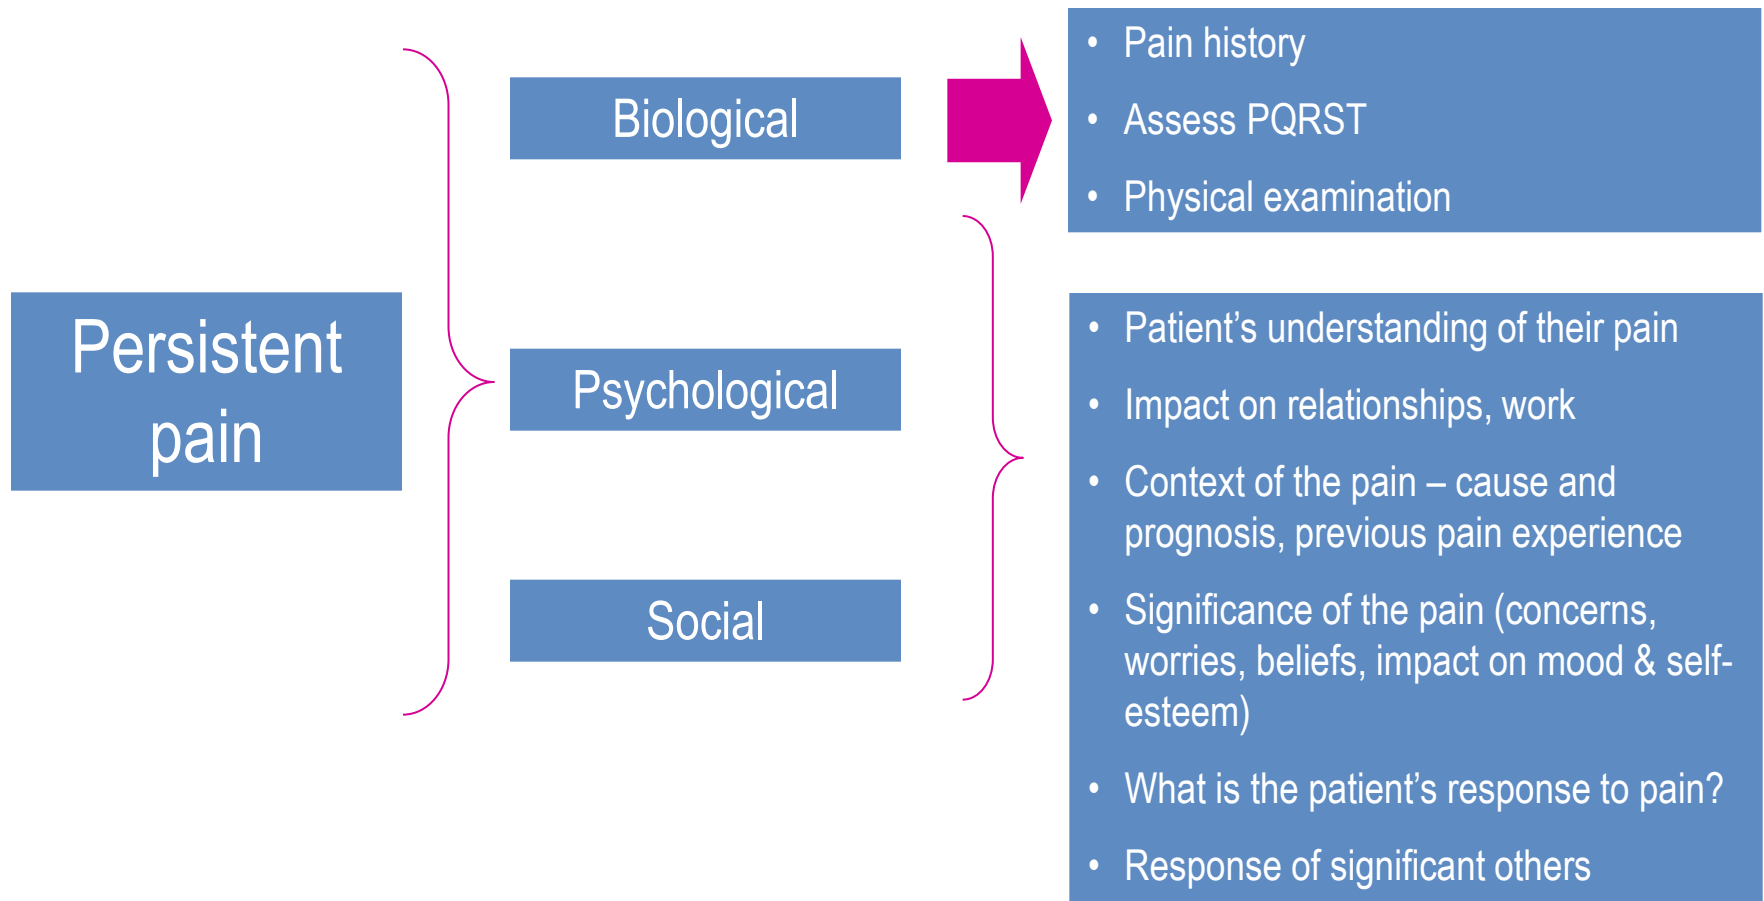 Persistent
pain
Biological
Psychological
Social
• Pain history
• Assess PQRST
• Physical examination
• Patient’s understanding of their pain
• Impact on relationships, work
• Context of the pain – cause and
prognosis, previous pain experience
• Significance of the pain (concerns,
worries, beliefs, impact on mood & self-
esteem)
• What is the patient’s response to pain?
• Response of significant others